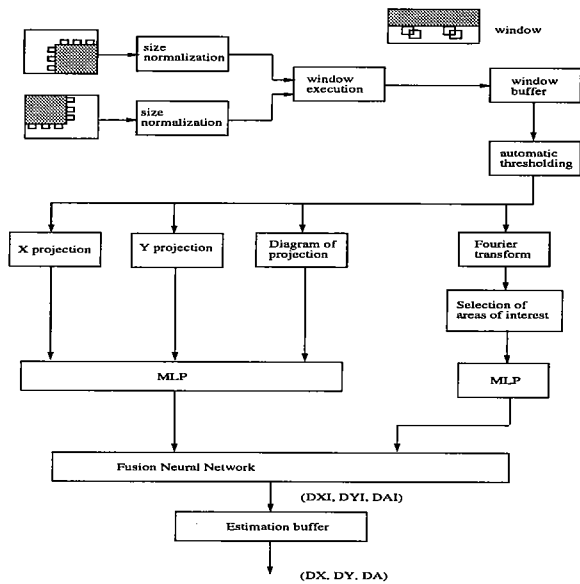 size
normalization
window
size
normalization
window
execution
window
buffer
automatic
thresholding
X projection
Y projection
Diagram of
projection
Fourier
transform
Selection of
areas of interest
MLP
MLP
Fusion Neural Network
(DXI, DYI, DAI)
Estimation buffer
(DX, DY, DA)